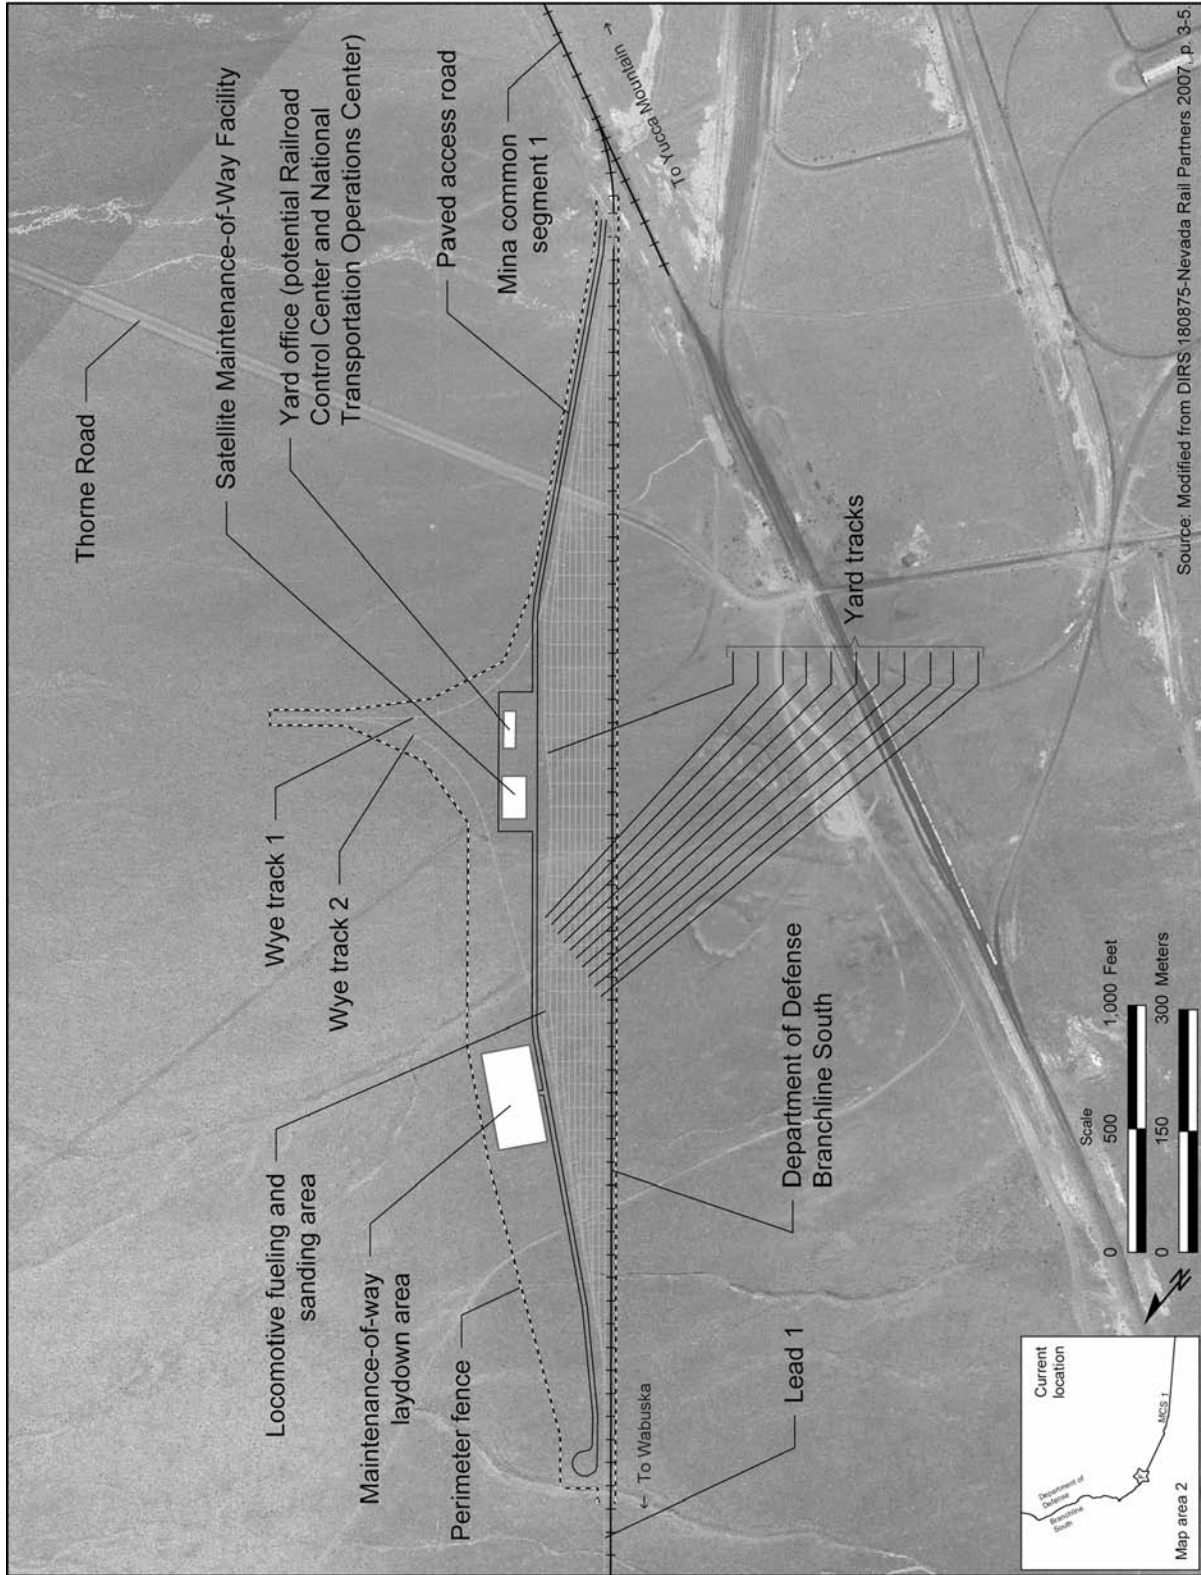 Thorne Road
Satellite Maintenance-of-Way Facility
Yard office (potential Railroad
Control Center and National
Transportation Operations Center)
Paved access road
Mina common
segment 1
To Yucca Mountain →
Wye track 1
Wye track 2
Locomotive fueling and
sanding area
Maintenance-of-way
laydown area
Perimeter fence
← To Wabuska
Lead 1
Department of Defense
Branchline South
Yard tracks
Scale
0 500 1,000 Feet
0 150 300 Meters
N
Current
location
Department of
Defense
Branchline
South
MCS 1
Map area 2
Source: Modified from DIRS 180875-Nevada Rail Partners 2007, p. 3-5.